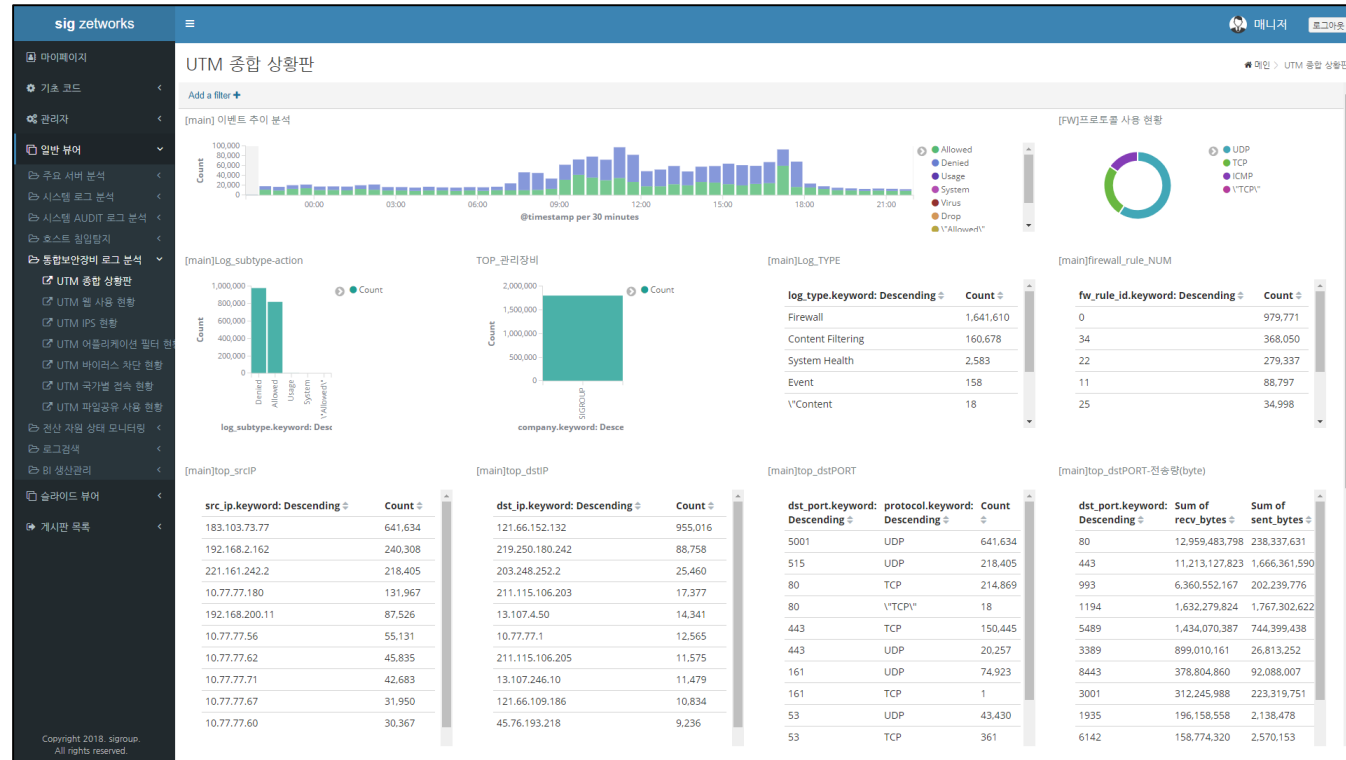 sig zetworks
매니저
로그아웃
마이페이지
기초 코드
관리자
일반 뷰어
주요 서버 분석
시스템 로그 분석
시스템 AUDIT 로그 분석
호스트 침입탐지
통합보안장비 로그 분석
UTM 종합 상황판
UTM 웹 사용 현황
UTM IPS 현황
UTM 어플리케이션 필터 현황
UTM 바이러스 차단 현황
UTM 국가별 접속 현황
UTM 파일공유 사용 현황
전산 자원 상태 모니터링
로그검색
BI 생산관리
슬라이드 뷰어
게시판 목록
Copyright 2018. sigroup.
All rights reserved.
UTM 종합 상황판
메인 > UTM 종합 상황판
Add a filter +
[main] 이벤트 추이 분석
100,000
80,000
60,000
40,000
20,000
0
Count
00:00 03:00 06:00 09:00 12:00 15:00 18:00 21:00
@timestamp per 30 minutes
Allowed
Denied
Usage
System
Virus
Drop
\"Allowed\"
[FW]프로토콜 사용 현황
UDP
TCP
ICMP
\"TCP\"
[main]Log_subtype-action
1,000,000
800,000
600,000
400,000
200,000
0
Count
Denied
Allowed
Usage
System
\"Allowed\"
log_subtype.keyword: Desc
Count
TOP_관리장비
2,000,000
1,500,000
1,000,000
500,000
0
Count
SIGROUP
company.keyword: Desce
Count
[main]Log_TYPE
log_type.keyword: Descending Count
Firewall 1,641,610
Content Filtering 160,678
System Health 2,583
Event 158
\"Content 18
[main]firewall_rule_NUM
fw_rule_id.keyword: Descending Count
0 979,771
34 368,050
22 279,337
11 88,797
25 34,998
[main]top_srcIP
src_ip.keyword: Descending Count
183.103.73.77 641,634
192.168.2.162 240,308
221.161.242.2 218,405
10.77.77.180 131,967
192.168.200.11 87,526
10.77.77.56 55,131
10.77.77.62 45,835
10.77.77.71 42,683
10.77.77.67 31,950
10.77.77.60 30,367
[main]top_dstIP
dst_ip.keyword: Descending Count
121.66.152.132 955,016
219.250.180.242 88,758
203.248.252.2 25,460
211.115.106.203 17,377
13.107.4.50 14,341
10.77.77.1 12,565
211.115.106.205 11,575
13.107.246.10 11,479
121.66.109.186 10,834
45.76.193.218 9,236
[main]top_dstPORT
dst_port.keyword: protocol.keyword: Count
Descending Descending
5001 UDP 641,634
515 UDP 218,405
80 TCP 214,869
80 \"TCP\" 18
443 TCP 150,445
443 UDP 20,257
161 UDP 74,923
161 TCP 1
53 UDP 43,430
53 TCP 361
[main]top_dstPORT-전송량(byte)
dst_port.keyword: Sum of Sum of
Descending recv_bytes sent_bytes
80 12,959,483,798 238,337,631
443 11,213,127,823 1,666,361,590
993 6,360,552,167 202,239,776
1194 1,632,279,824 1,767,302,622
5489 1,434,070,387 744,399,438
3389 899,010,161 26,813,252
8443 378,804,860 92,088,007
3001 312,245,988 223,319,751
1935 196,158,558 2,138,478
6142 158,774,320 2,570,153